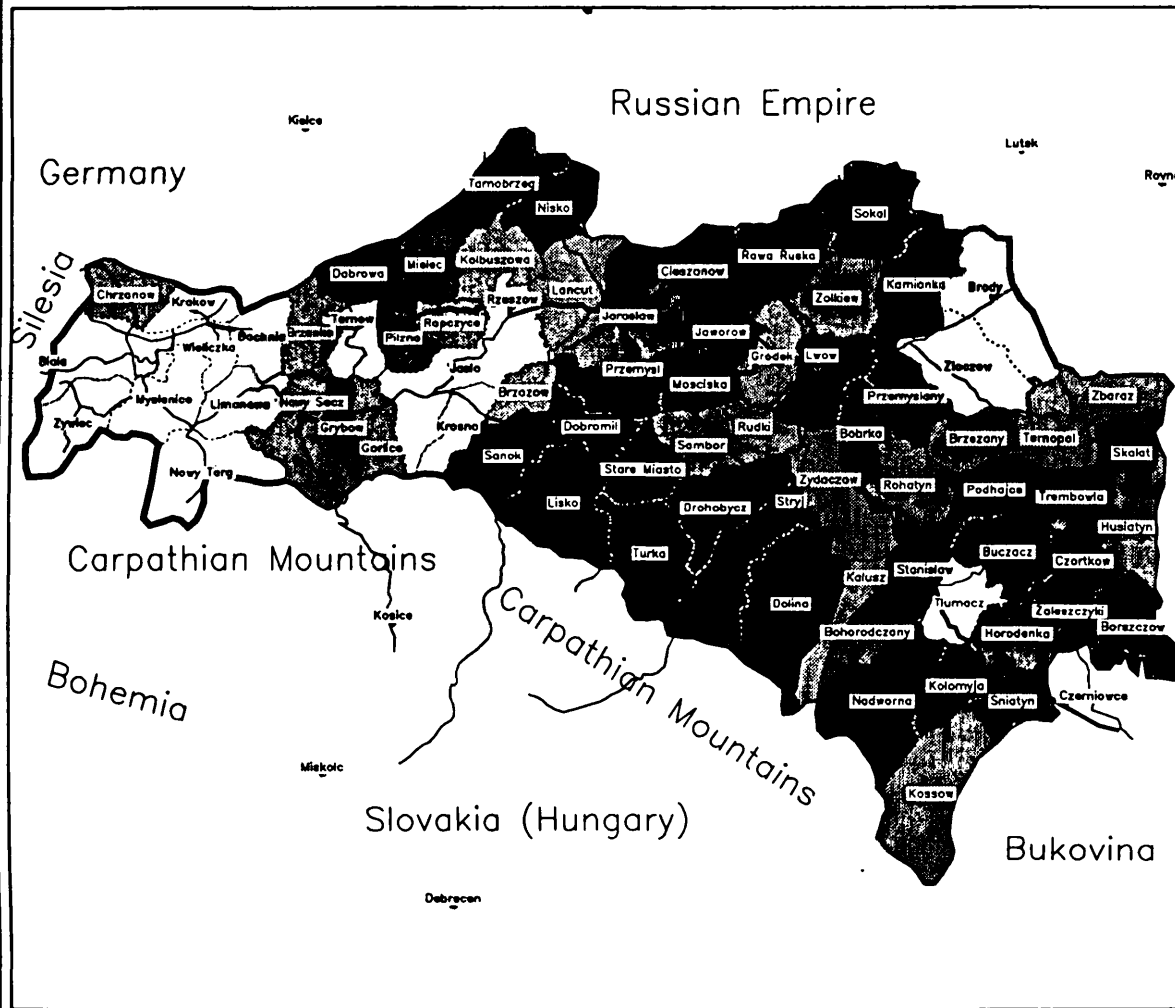 Russian Empire
Kielce
Lutsk
Germany
Rovn
Tarnobrzeg
Nisko
Sokal
Silesia
Rawa Ruska
Kolbuszowa
Mielec
Cieszanow
Dabrowa
Kamionka
Brody
Lancut
Chrzanow
Zolkiew
Krakow
Rzeszow
Jaroslaw
Tarnow
Ropczyce
Jaworow
Brzesko
Bochnia
Pilzno
Wieliczka
Grodek
Lwow
Biala
Jaslo
Przemysl
Zloczow
Mosciska
Brzozow
Przemyslany
Zbaraz
Myslenice
Limanowa
Nowy Secz
Zywiec
Grybow
Krosno
Dobromil
Rudki
Bobrka
Brzezany
Ternopal
Sambor
Gorlice
Sanok
Skalat
Stare Miasto
Nowy Targ
Zydaczow
Rohatyn
Podhajce
Trembowla
Lisko
Drohobycz
Stryj
Husiatyn
Turka
Buczacz
Czortkow
Carpathian Mountains
Stanislaw
Kalusz
Dolina
Tlumacz
Zaleszczyki
Kosice
Borszczow
Bohorodczany
Horodenka
Carpathian Mountains
Bohemia
Kolomyja
Czerniowce
Nadworna
Sniatyn
Miskolc
Kossow
Slovakia (Hungary)
Bukovina
Debrecen